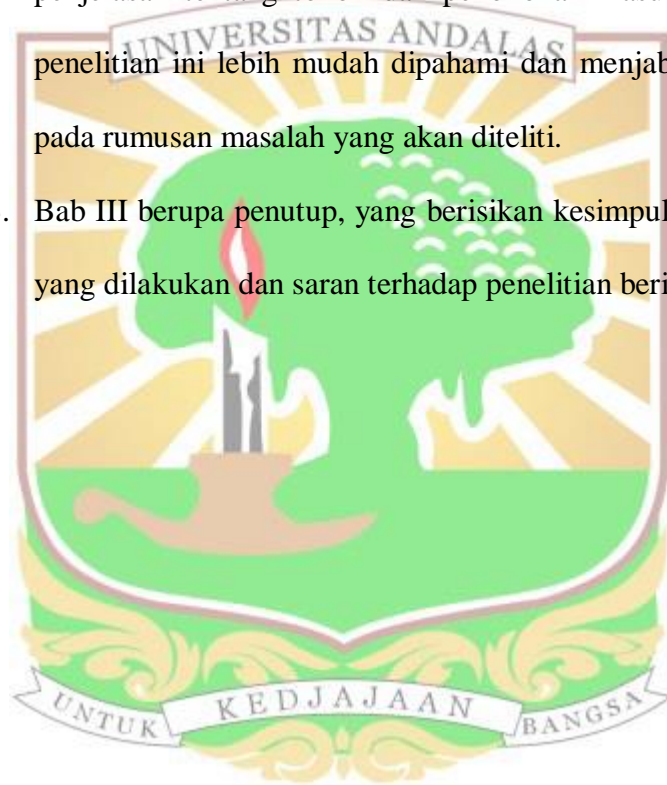 UNIVERSITAS ANDALAS
penelitian ini lebih mudah dipahami dan menjab
pada rumusan masalah yang akan diteliti.
. Bab III berupa penutup, yang berisikan kesimpul
yang dilakukan dan saran terhadap penelitian beri
UNTUK KEDJAJAAN BANGSA